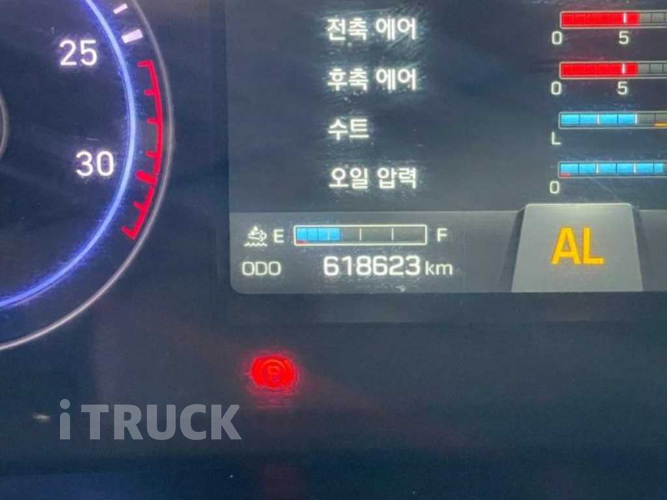 25
30
전축 에어
0 5
후축 에어
0 5
수트
L
오일 압력
0
E F
ODO 618623 km
AL
i TRUCK